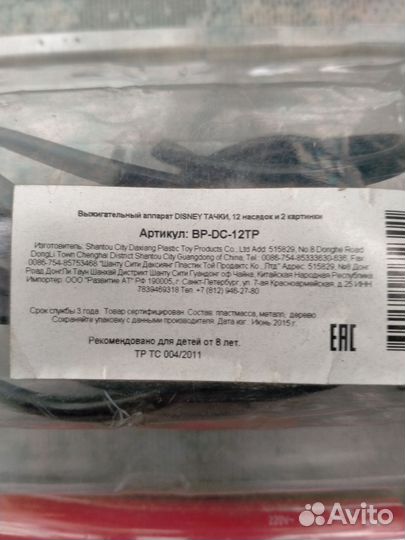 Выжигательный аппарат DISNEY ТАЧКИ, 12 насадок и 2 картинки
Артикул: BP-DC-12TP
Изготовитель: Shantou City Daxiang Plastic Toy Products Co., Ltd Add: 515829, No.8 Donghe Road
DongLi Town Chenghai District Shantou City Guangdong of China, Tel: 0086-754-85333630-836, Fax
0086-754-85753468 "Шанту Сити Даксианг Пластик Той Продактс Ко., Лтд" Адрес: 515829, №8 Донг
Роад ДонгЛи Таун Шанхай Дистрикт Шанту Сити Гуандонг оф Чайна, Китайская Народная Республика
Импортер: ООО "Развитие АТ" РФ 190005, г. Санкт-Петербург, ул. 7-ая Красноармейская, д.25 ИНН
7839469318 Тел +7 (812) 946-27-80
Срок службы 3 года. Товар сертифицирован. Состав: пластмасса, металл, дерево
Сохраняйте упаковку с данными производителя. Дата изг.: Июнь 2015 г.
EAC
Рекомендовано для детей от 8 лет.
ТР ТС 004/2011
220V~
Avito